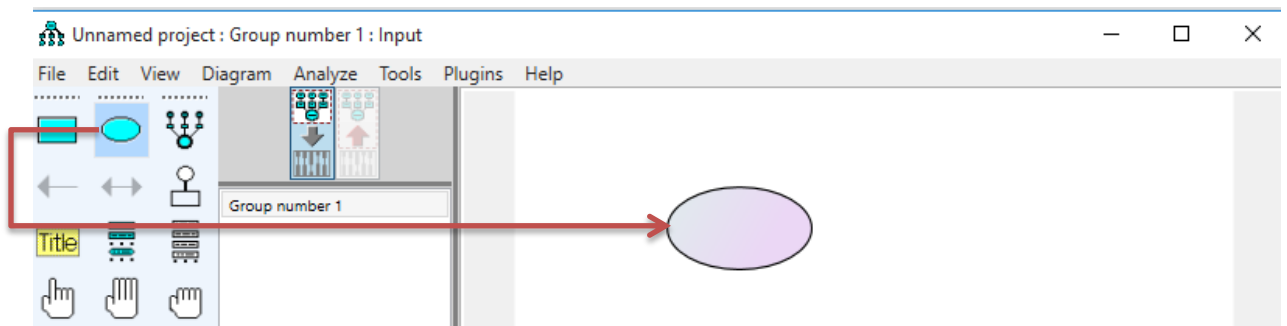 Unnamed project : Group number 1 : Input
File Edit View Diagram Analyze Tools Plugins Help
Group number 1
Title